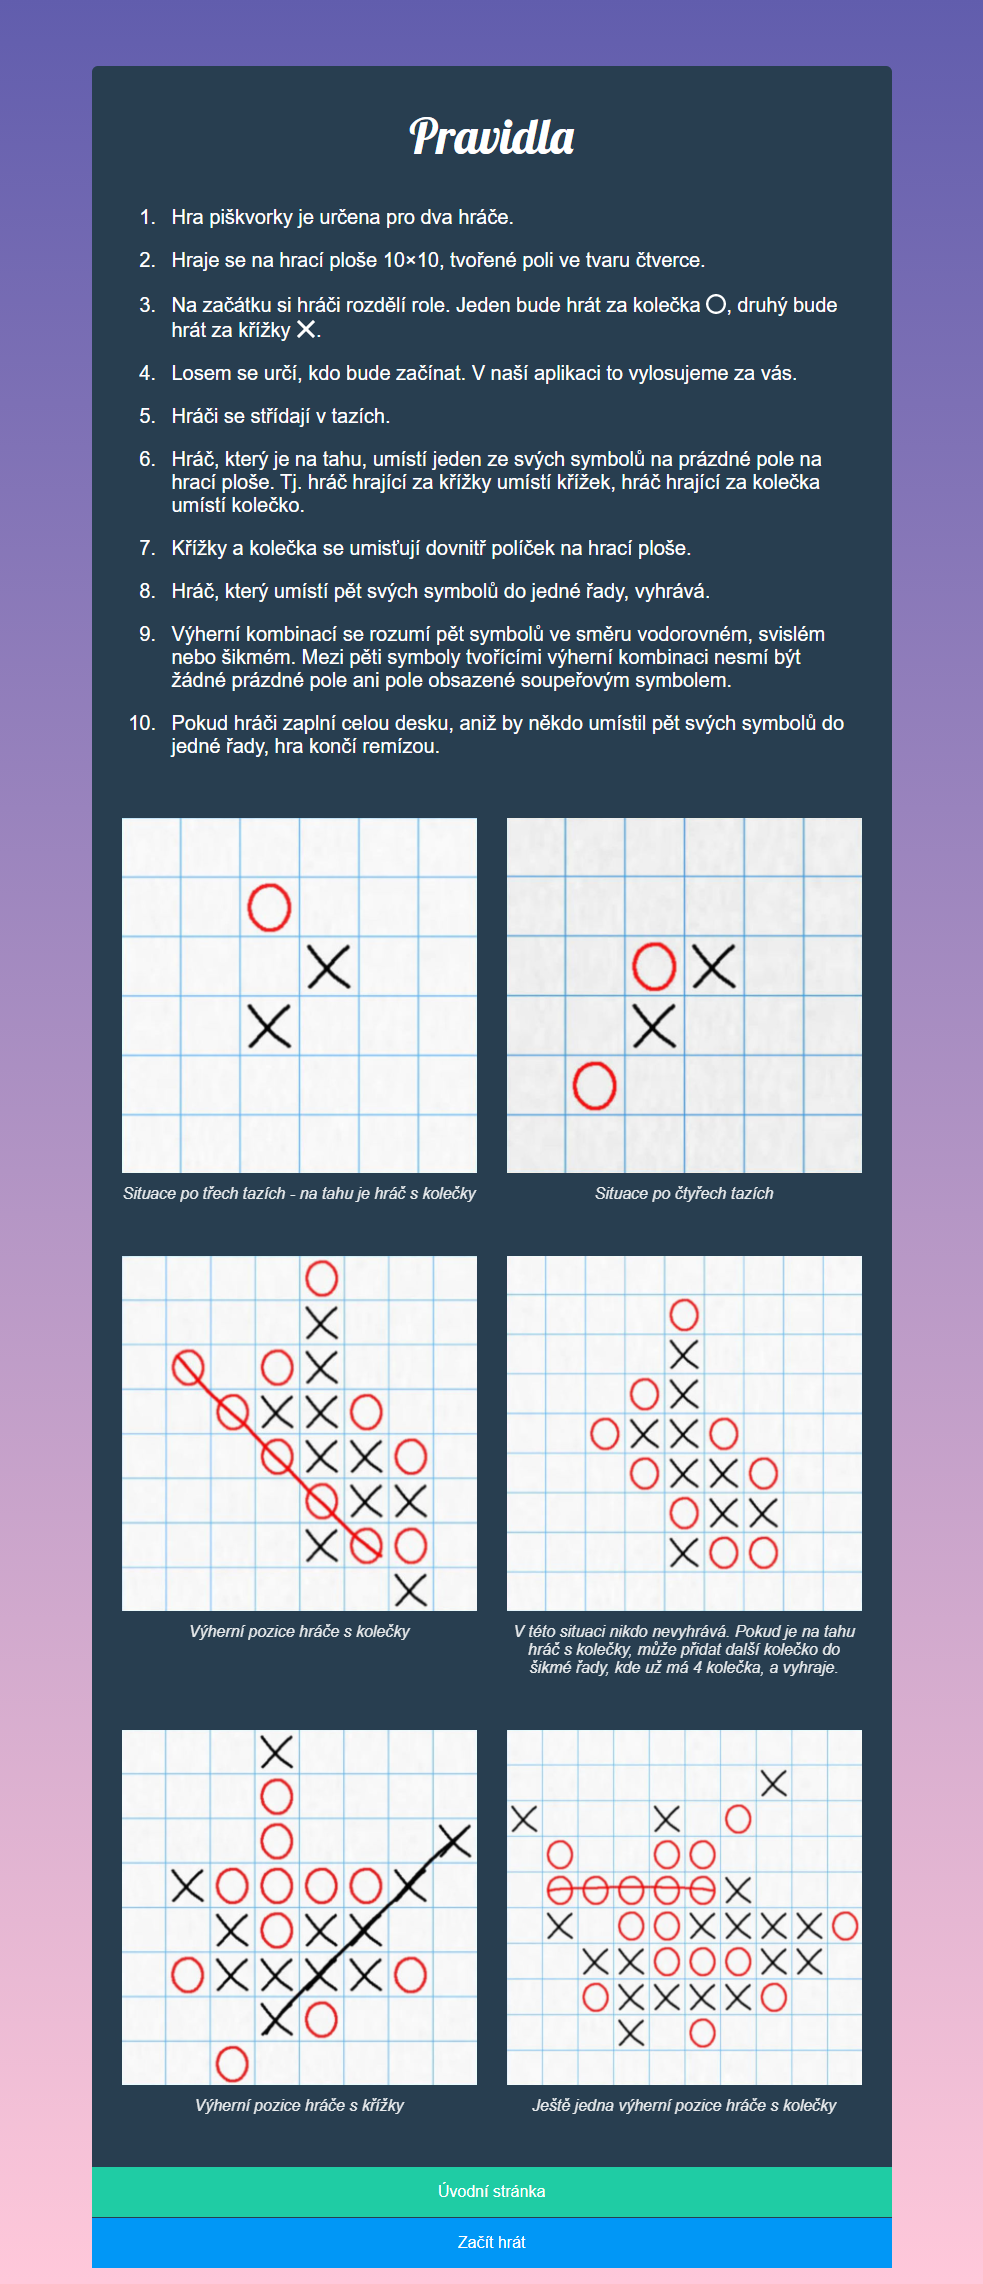 Pravidla
1. Hra piškvorky je určena pro dva hráče.
2. Hraje se na hrací ploše 10×10, tvořené poli ve tvaru čtverce.
3. Na začátku si hráči rozdělí role. Jeden bude hrát za kolečka ○, druhý bude
hrát za křížky ✕.
4. Losem se určí, kdo bude začínat. V naší aplikaci to vylosujeme za vás.
5. Hráči se střídají v tazích.
6. Hráč, který je na tahu, umístí jeden ze svých symbolů na prázdné pole na
hrací ploše. Tj. hráč hrající za křížky umístí křížek, hráč hrající za kolečka
umístí kolečko.
7. Křížky a kolečka se umisťují dovnitř políček na hrací ploše.
8. Hráč, který umístí pět svých symbolů do jedné řady, vyhrává.
9. Výherní kombinací se rozumí pět symbolů ve směru vodorovném, svislém
nebo šikmém. Mezi pěti symboly tvořícími výherní kombinaci nesmí být
žádné prázdné pole ani pole obsazené soupeřovým symbolem.
10. Pokud hráči zaplní celou desku, aniž by někdo umístil pět svých symbolů do
jedné řady, hra končí remízou.
Situace po třech tazích - na tahu je hráč s kolečky
Situace po čtyřech tazích
Výherní pozice hráče s kolečky
V této situaci nikdo nevyhrává. Pokud je na tahu
hráč s kolečky, může přidat další kolečko do
šikmé řady, kde už má 4 kolečka, a vyhraje.
Výherní pozice hráče s křížky
Ještě jedna výherní pozice hráče s kolečky
Úvodní stránka
Začít hrát